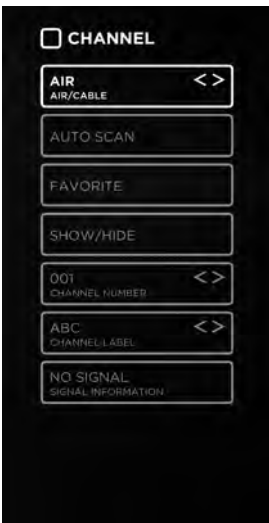 CHANNEL
AIR < >
AIR/CABLE
AUTO SCAN
FAVORITE
SHOW/HIDE
001 < >
CHANNEL NUMBER
ABC < >
CHANNEL LABEL
NO SIGNAL
SIGNAL INFORMATION